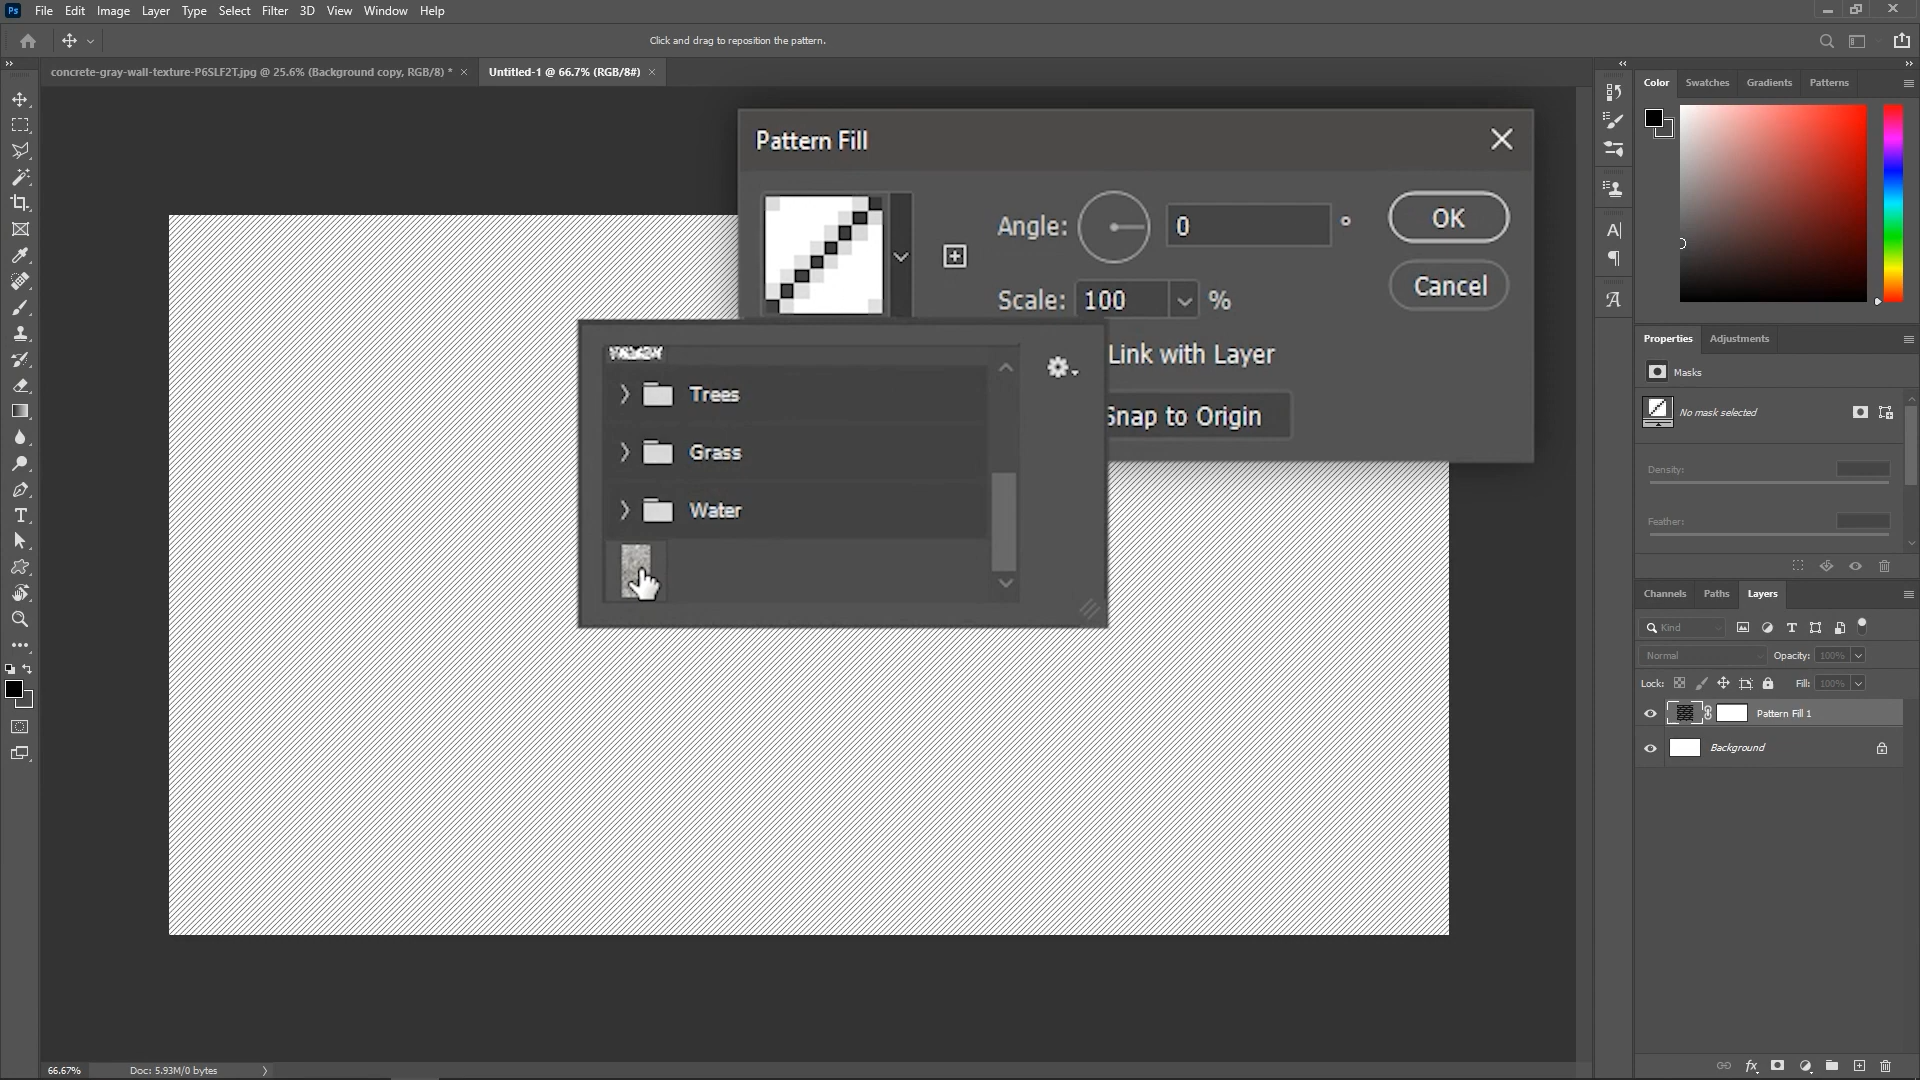 Ps File Edit Image Layer Type Select Filter 3D View Window Help
Click and drag to reposition the pattern.
concrete-gray-wall-texture-P6SLF2T.jpg @ 25.6% (Background copy, RGB/8) * ×
Untitled-1 @ 66.7% (RGB/8#) ×
Pattern Fill
Angle: 0 °
OK
Scale: 100 %
Cancel
Link with Layer
Snap to Origin
Trees
Grass
Water
Color Swatches Gradients Patterns
Properties Adjustments
Masks
No mask selected
Density:
Feather:
Channels Paths Layers
Kind
Normal Opacity: 100%
Lock: Fill: 100%
Pattern Fill 1
Background
66.67% Doc: 5.93M/0 bytes